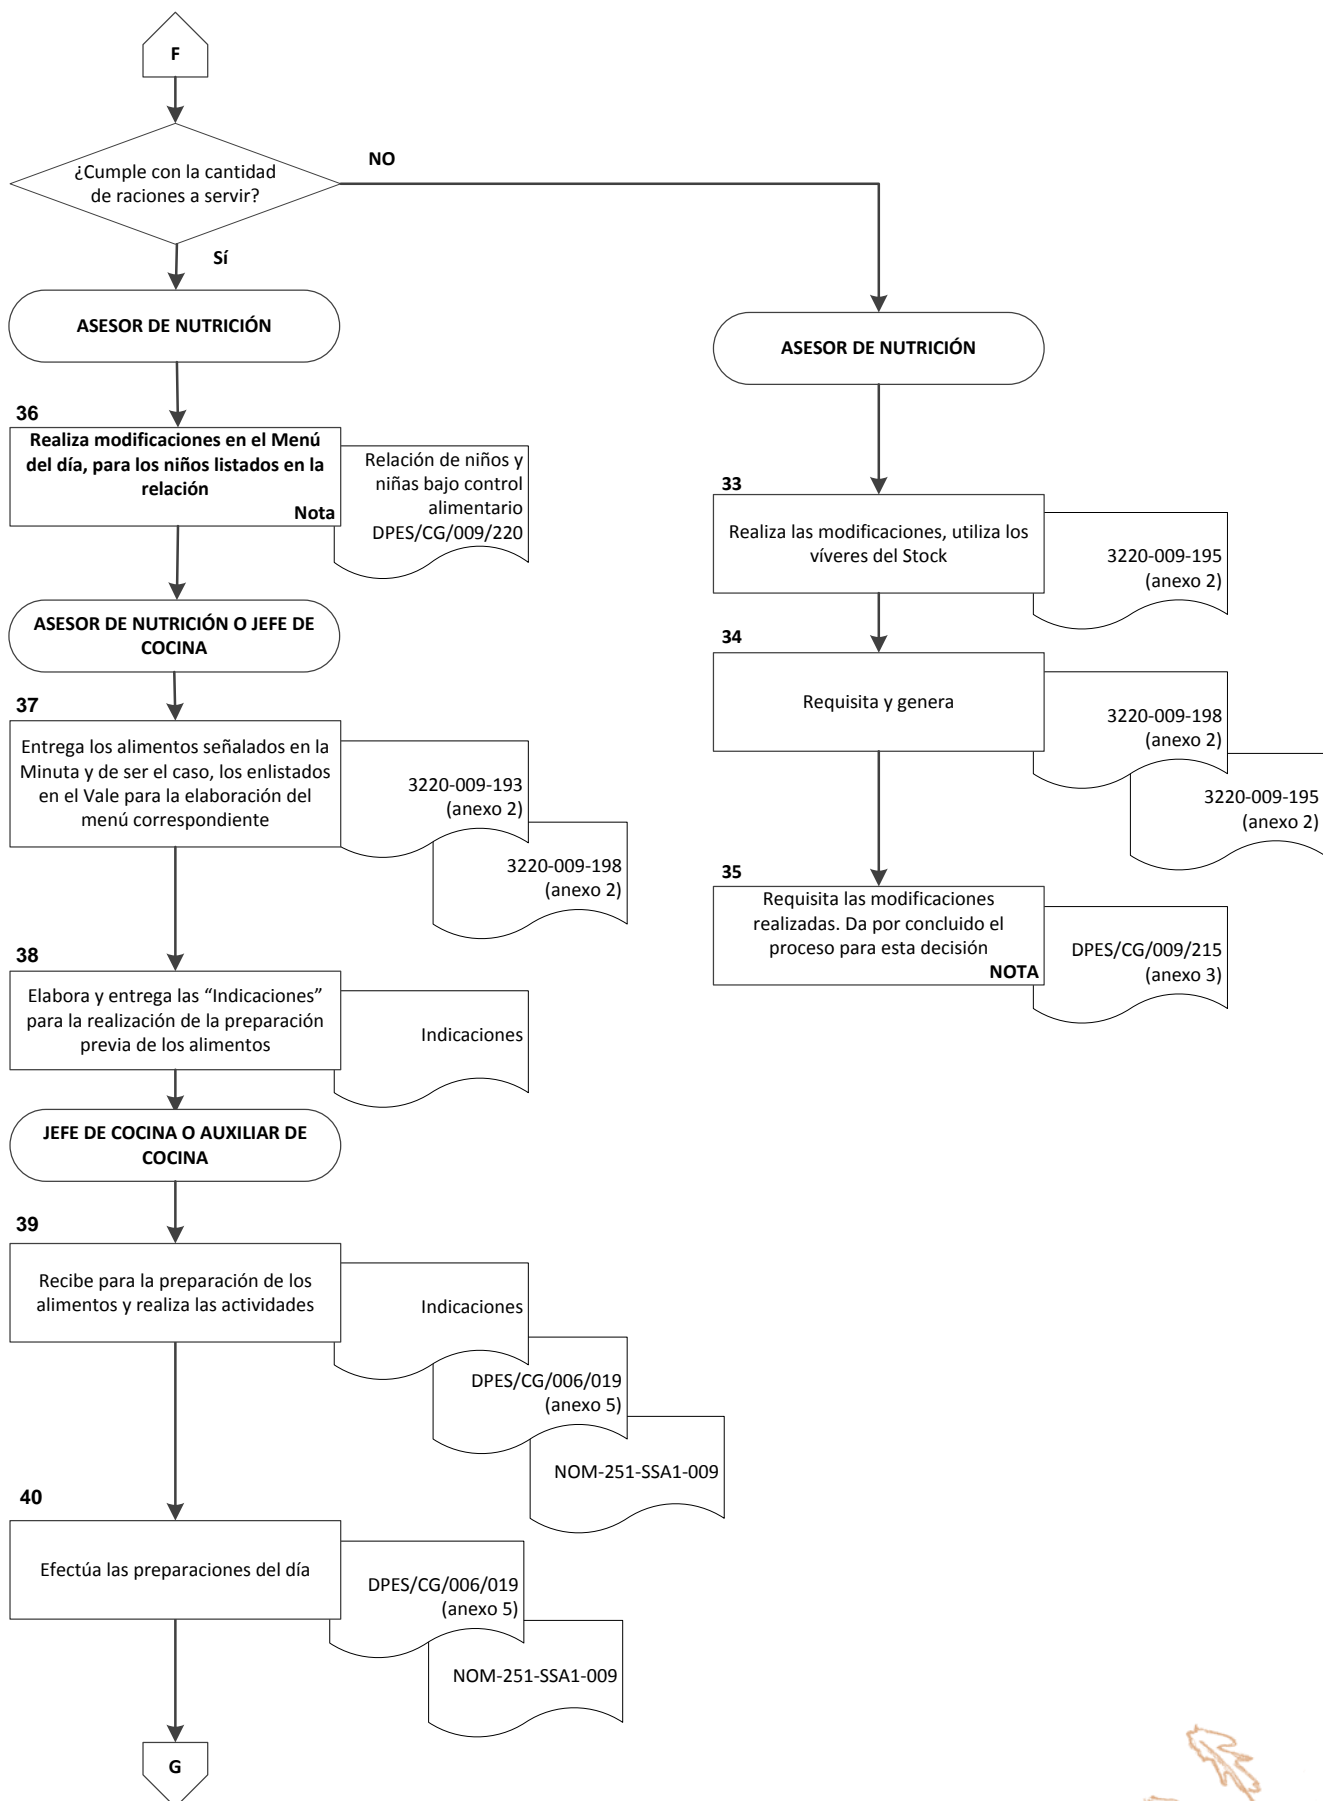 F
¿Cumple con la cantidad
de raciones a servir?
NO
Sí
ASESOR DE NUTRICIÓN
36
Realiza modificaciones en el Menú
del día, para los niños listados en la
relación
Nota
Relación de niños y
niñas bajo control
alimentario
DPES/CG/009/220
ASESOR DE NUTRICIÓN O JEFE DE
COCINA
37
Entrega los alimentos señalados en la
Minuta y de ser el caso, los enlistados
en el Vale para la elaboración del
menú correspondiente
3220-009-193
(anexo 2)
3220-009-198
(anexo 2)
38
Elabora y entrega las “Indicaciones”
para la realización de la preparación
previa de los alimentos
Indicaciones
JEFE DE COCINA O AUXILIAR DE
COCINA
39
Recibe para la preparación de los
alimentos y realiza las actividades
Indicaciones
DPES/CG/006/019
(anexo 5)
NOM-251-SSA1-009
40
Efectúa las preparaciones del día
DPES/CG/006/019
(anexo 5)
NOM-251-SSA1-009
G
ASESOR DE NUTRICIÓN
33
Realiza las modificaciones, utiliza los
víveres del Stock
3220-009-195
(anexo 2)
34
Requisita y genera
3220-009-198
(anexo 2)
3220-009-195
(anexo 2)
35
Requisita las modificaciones
realizadas. Da por concluido el
proceso para esta decisión
NOTA
DPES/CG/009/215
(anexo 3)